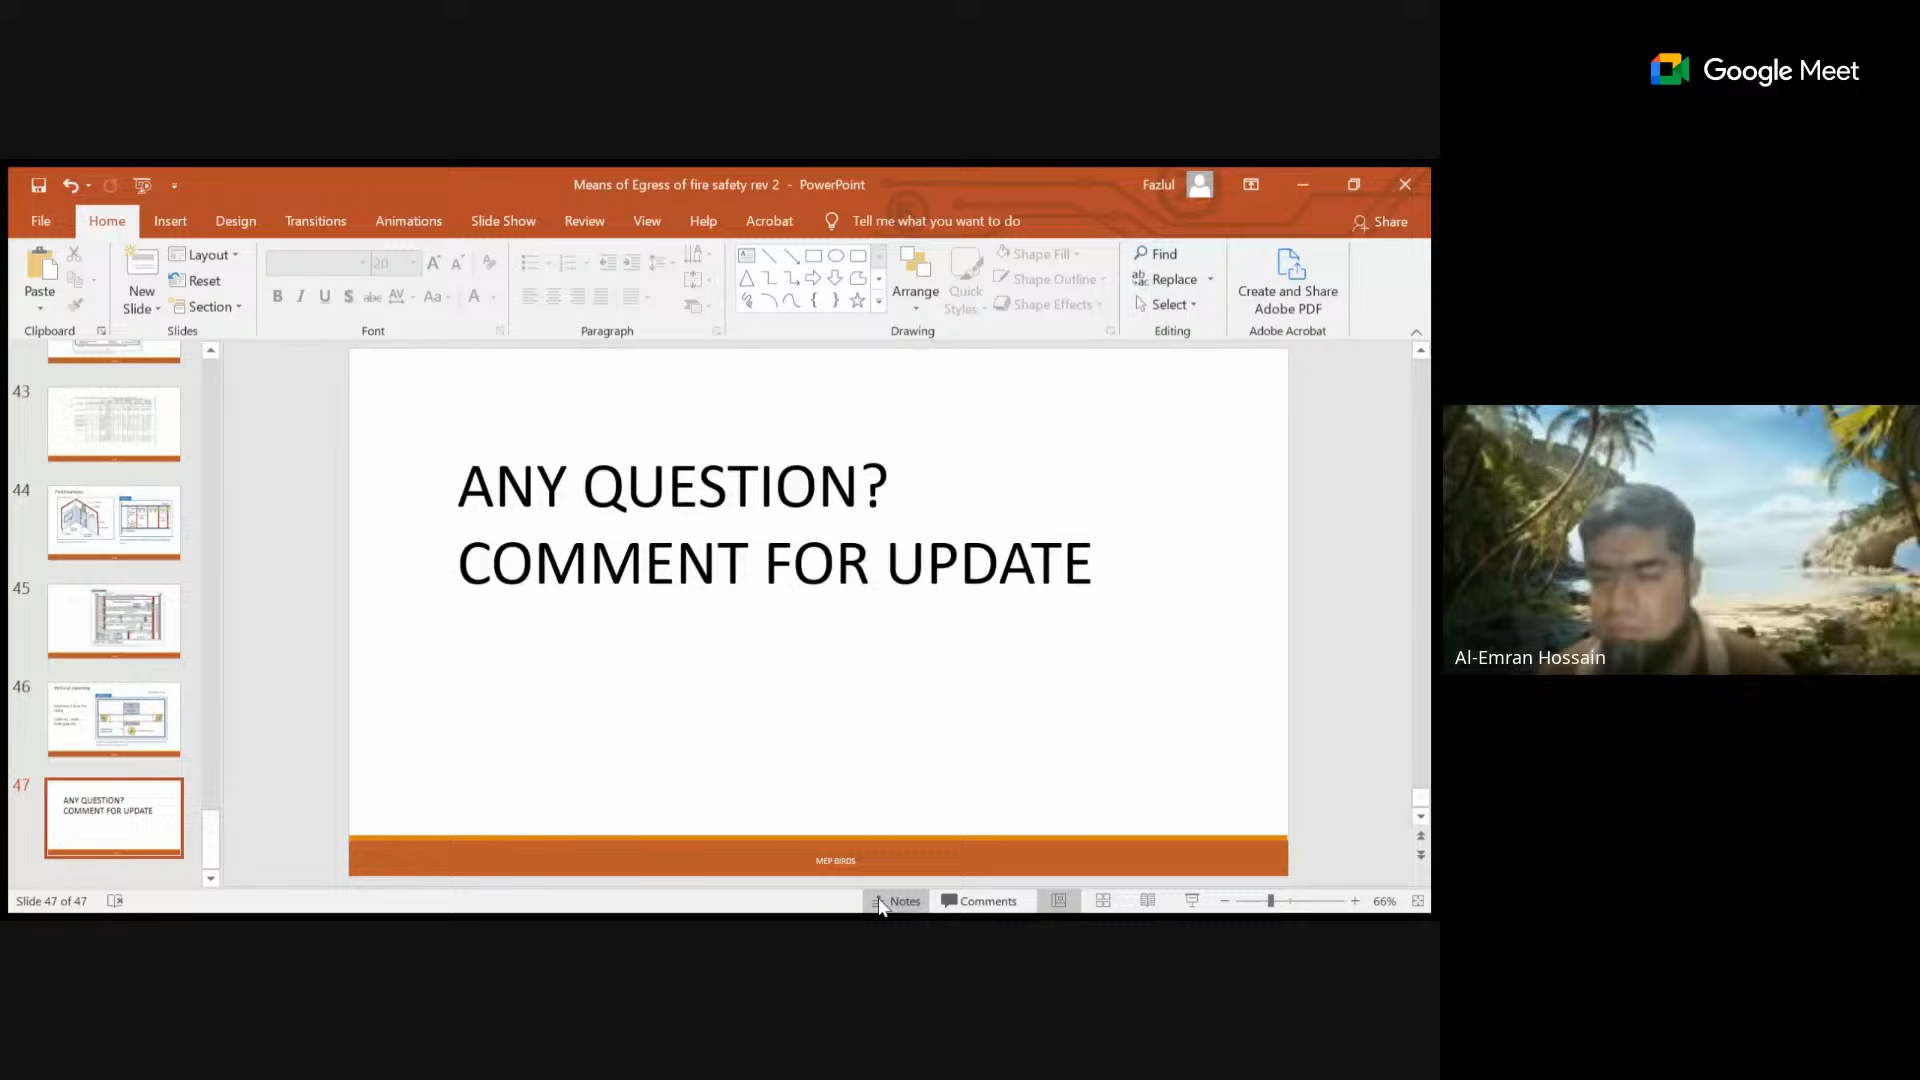 Google Meet
Means of Egress of fire safety rev 2 - PowerPoint
Fazlul
File Home Insert Design Transitions Animations Slide Show Review View Help Acrobat Tell me what you want to do Share
Paste
New Slide
Layout
Reset
Section
20
B I U S abc AV Aa A
Arrange
Quick Styles
Shape Fill
Shape Outline
Shape Effects
Find
Replace
Select
Create and Share Adobe PDF
Clipboard Slides Font Paragraph Drawing Editing Adobe Acrobat
43
44
45
46
47
ANY QUESTION?
COMMENT FOR UPDATE
ANY QUESTION?
COMMENT FOR UPDATE
MEP BIRDS
Al-Emran Hossain
Slide 47 of 47 Notes Comments 66%